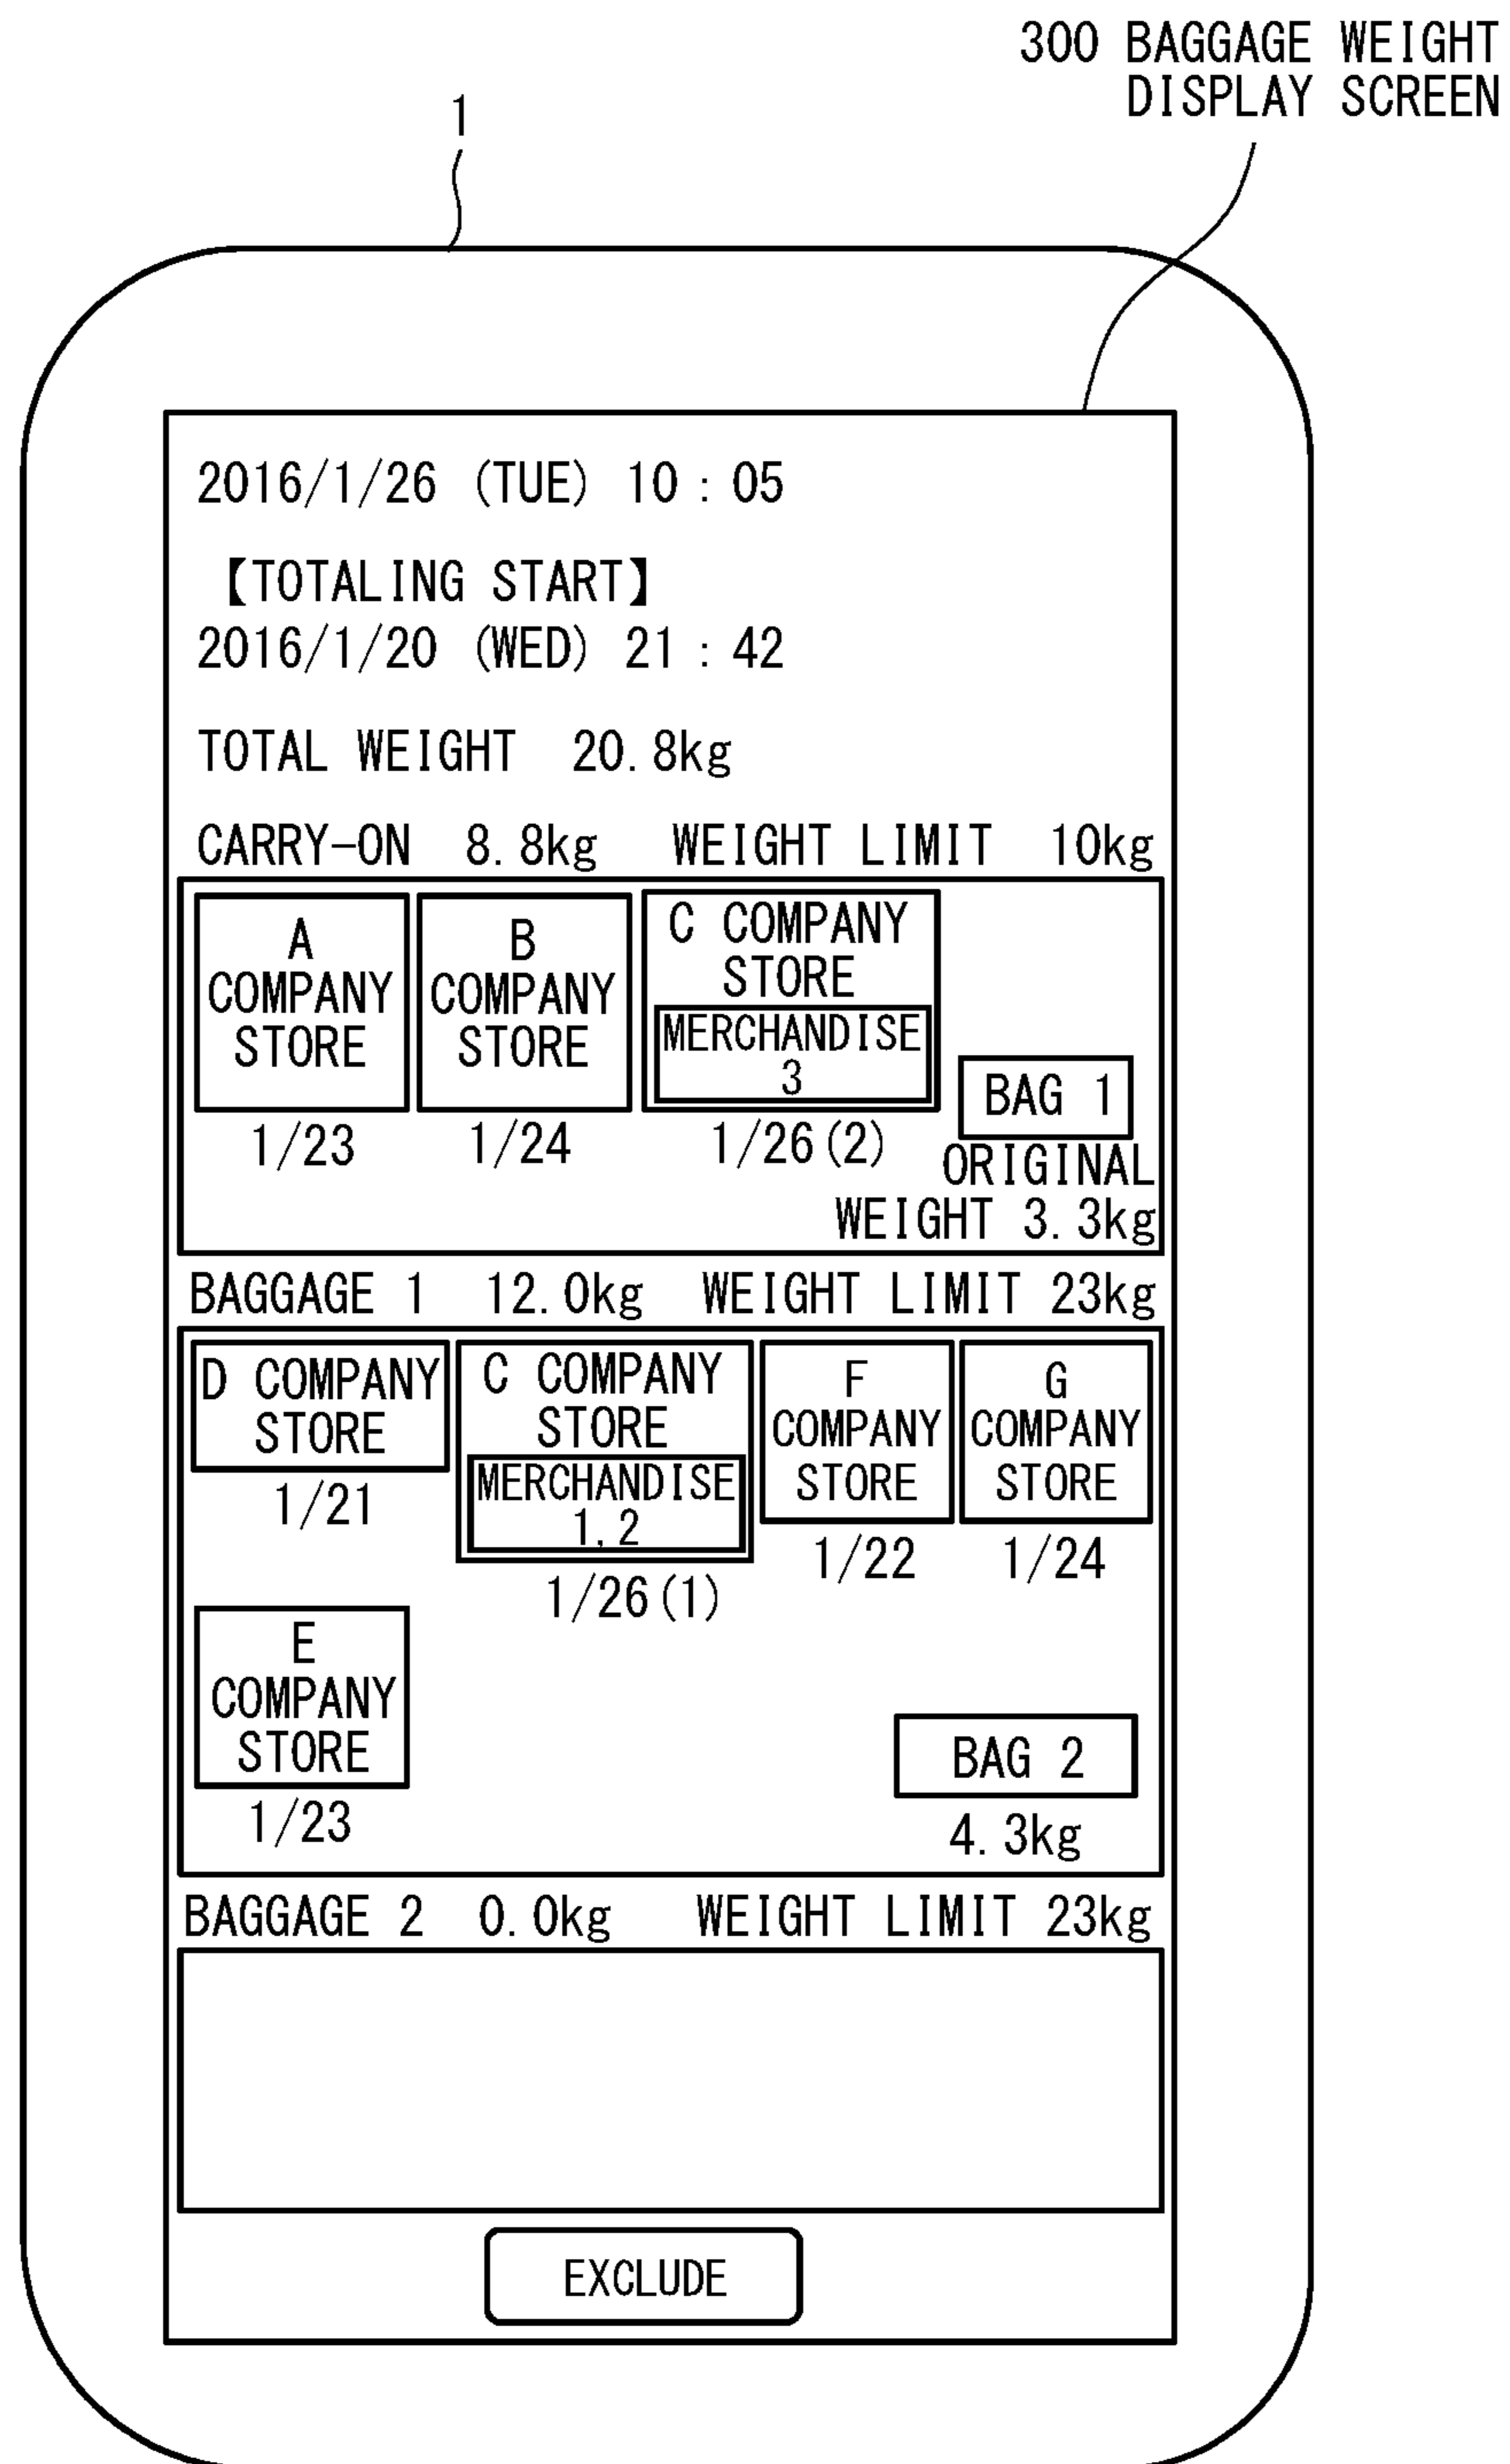 300 BAGGAGE WEIGHT
DISPLAY SCREEN
1
2016/1/26 (TUE) 10:05
【TOTALING START】
2016/1/20 (WED) 21:42
TOTAL WEIGHT 20.8kg
CARRY-ON 8.8kg WEIGHT LIMIT 10kg
A
COMPANY
STORE
1/23
B
COMPANY
STORE
1/24
C COMPANY
STORE
MERCHANDISE
3
1/26(2)
BAG 1
ORIGINAL
WEIGHT 3.3kg
BAGGAGE 1 12.0kg WEIGHT LIMIT 23kg
D COMPANY
STORE
1/21
C COMPANY
STORE
MERCHANDISE
1,2
1/26(1)
F
COMPANY
STORE
1/22
G
COMPANY
STORE
1/24
E
COMPANY
STORE
1/23
BAG 2
4.3kg
BAGGAGE 2 0.0kg WEIGHT LIMIT 23kg
EXCLUDE